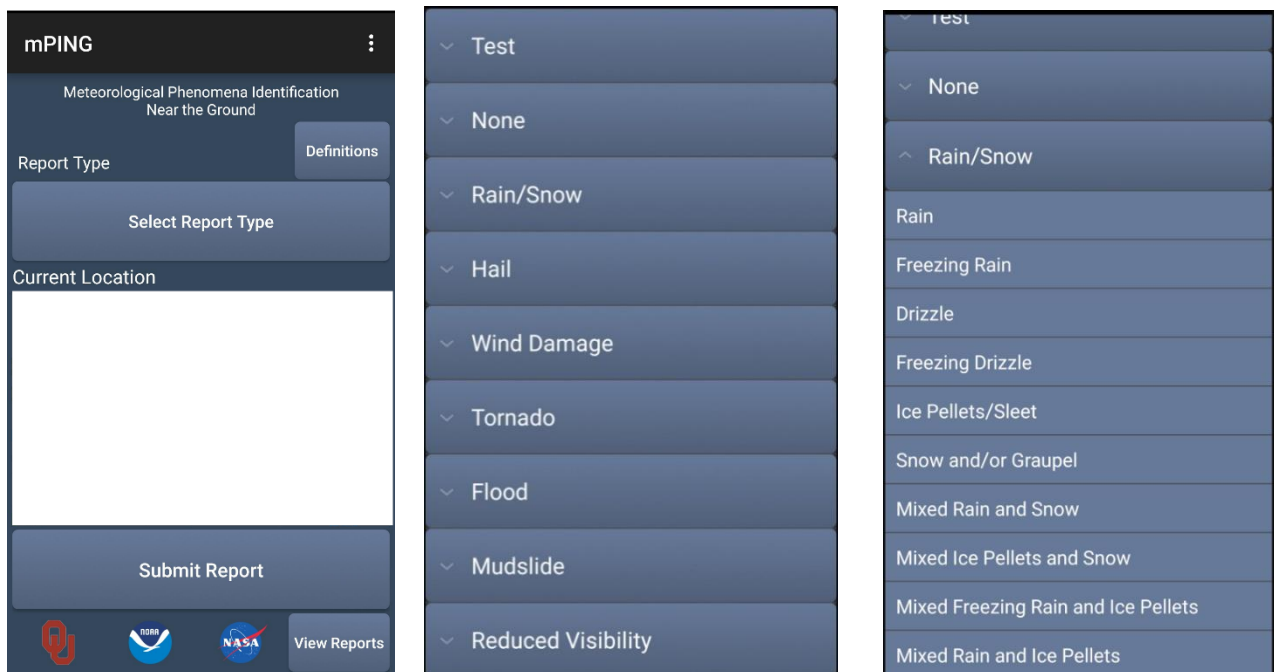 mPING
Meteorological Phenomena Identification
Near the Ground
Definitions
Report Type
Select Report Type
Current Location
Submit Report
NOAA
NASA
View Reports
Test
None
Rain/Snow
Hail
Wind Damage
Tornado
Flood
Mudslide
Reduced Visibility
Test
None
Rain/Snow
Rain
Freezing Rain
Drizzle
Freezing Drizzle
Ice Pellets/Sleet
Snow and/or Graupel
Mixed Rain and Snow
Mixed Ice Pellets and Snow
Mixed Freezing Rain and Ice Pellets
Mixed Rain and Ice Pellets